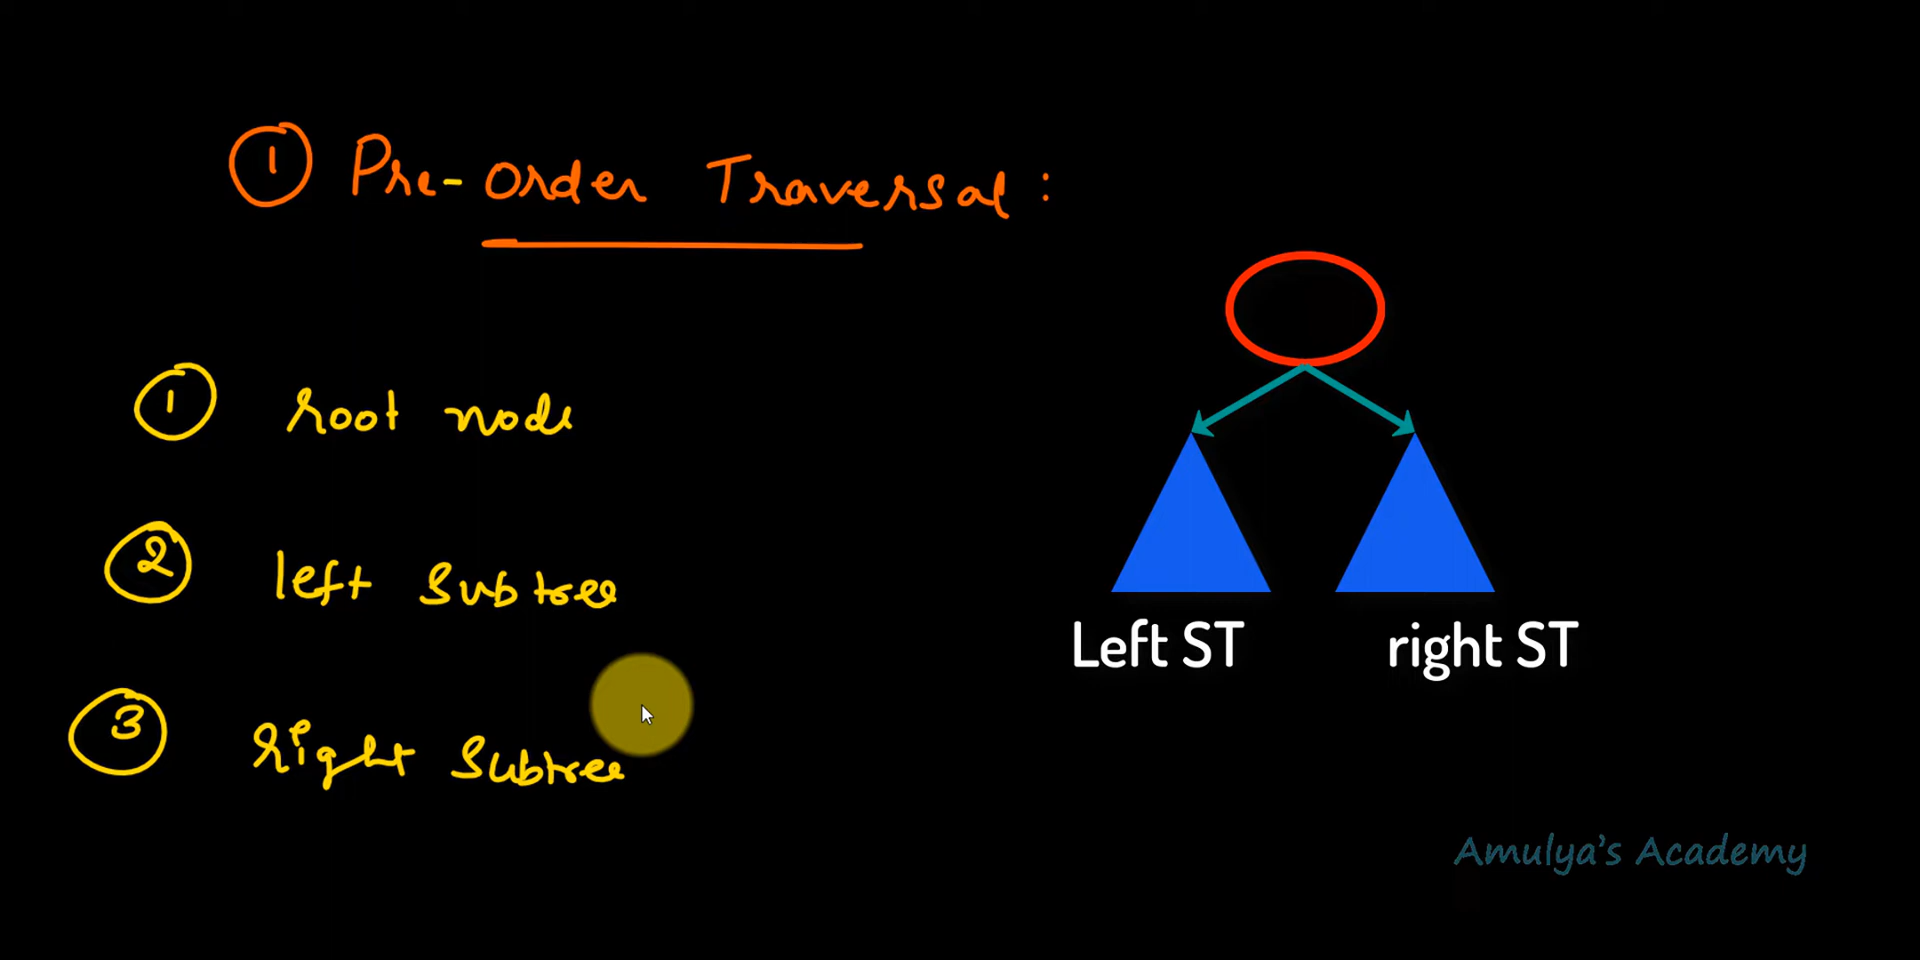 1 Pre-order Traversal:
1 root node
2 left subtree
3 right subtree
Left ST
right ST
Amulya's Academy